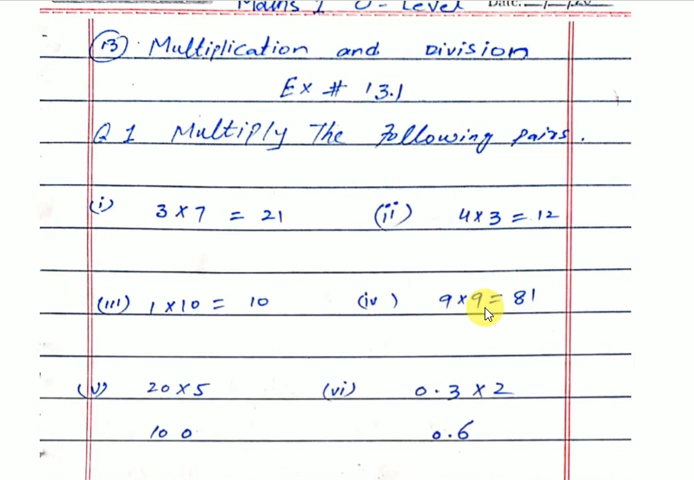 Maths 1 O-Level Date:
(13) Multiplication and Division
Ex # 13.1
Q 1 Multiply The Following pairs.
(i) 3 × 7 = 21 (ii) 4 × 3 = 12
(iii) 1 × 10 = 10 (iv) 9 × 9 = 81
(v) 20 × 5 (vi) 0.3 × 2
100 0.6